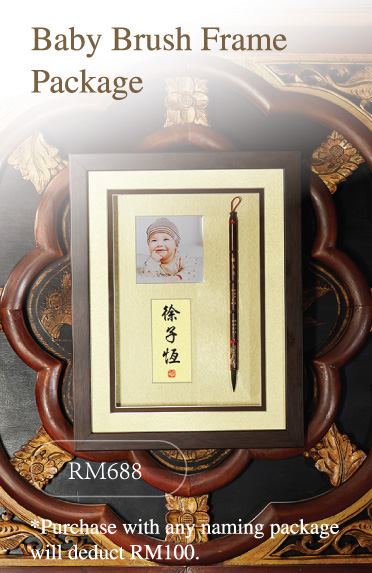 Baby Brush Frame
Package
徐子恆
RM688
*Purchase with any naming package
will deduct RM100.